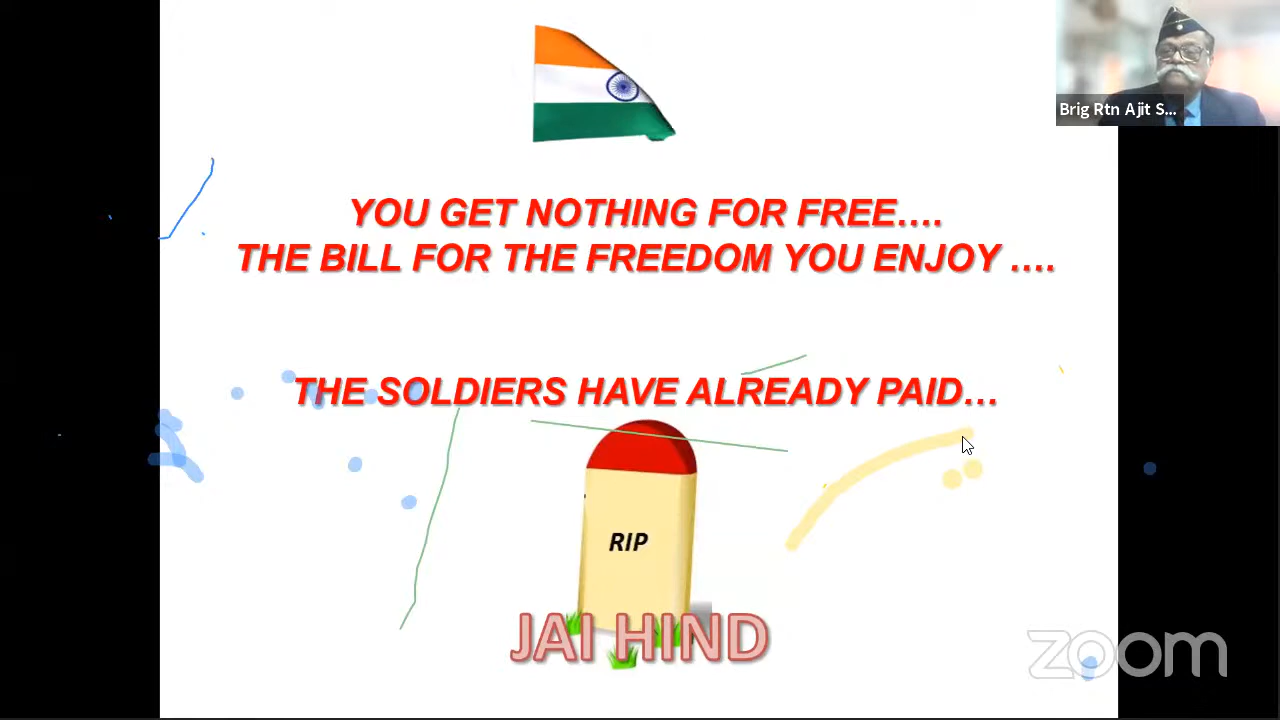 Brig Rtn Ajit S...
YOU GET NOTHING FOR FREE....
THE BILL FOR THE FREEDOM YOU ENJOY ....
THE SOLDIERS HAVE ALREADY PAID...
RIP
JAI HIND
zoom